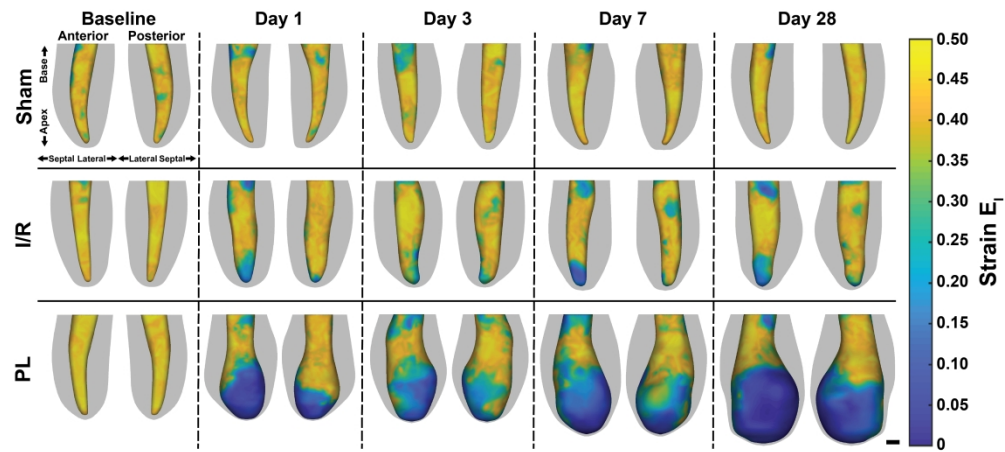 Baseline Day 1 Day 3 Day 7 Day 28
Anterior Posterior
Sham
Base
Apex
Septal Lateral Lateral Septal
I/R
PL
0.50
0.45
0.40
0.35
0.30
0.25
0.20
0.15
0.10
0.05
0
Strain E_I